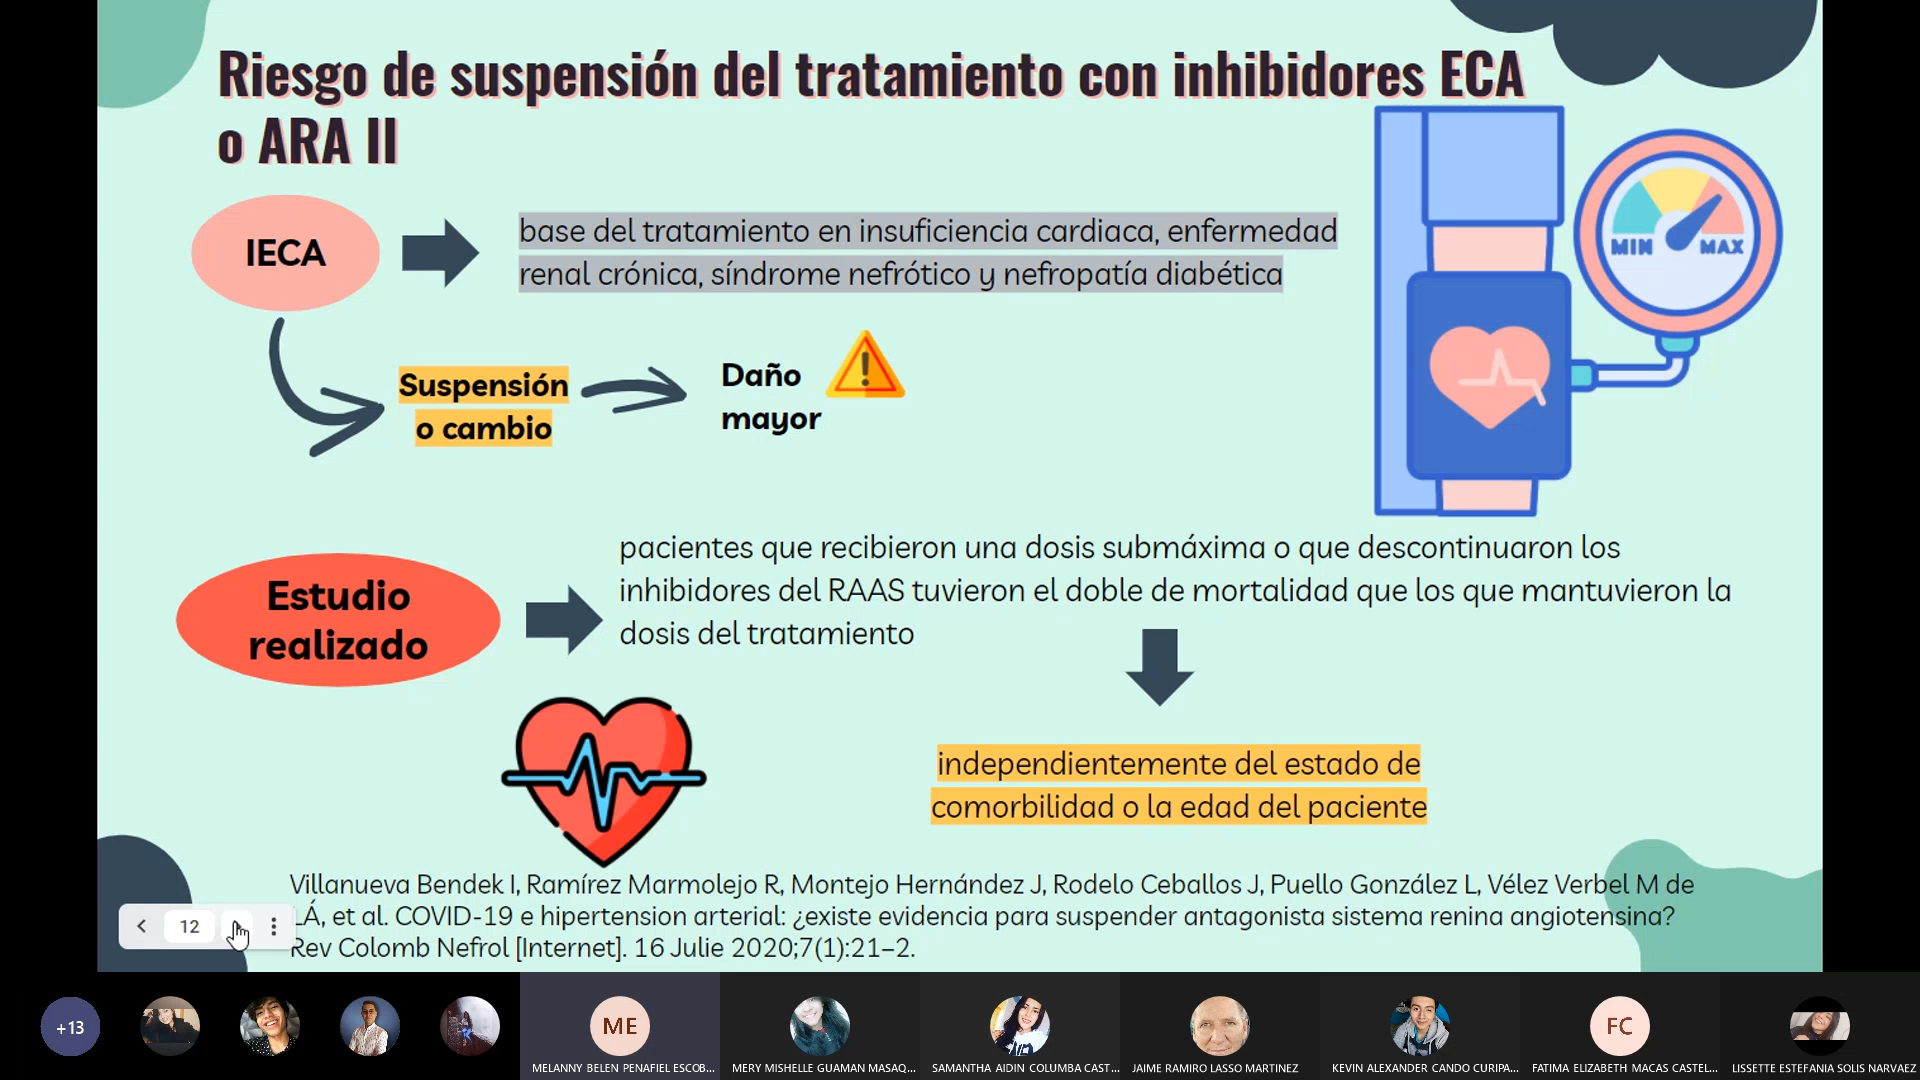 Riesgo de suspensión del tratamiento con inhibidores ECA
o ARA II
IECA
base del tratamiento en insuficiencia cardiaca, enfermedad
renal crónica, síndrome nefrótico y nefropatía diabética
MIN MAX
Suspensión
o cambio
Daño
mayor
Estudio
realizado
pacientes que recibieron una dosis submáxima o que descontinuaron los
inhibidores del RAAS tuvieron el doble de mortalidad que los que mantuvieron la
dosis del tratamiento
independientemente del estado de
comorbilidad o la edad del paciente
Villanueva Bendek I, Ramírez Marmolejo R, Montejo Hernández J, Rodelo Ceballos J, Puello González L, Vélez Verbel M de
LÁ, et al. COVID-19 e hipertension arterial: ¿existe evidencia para suspender antagonista sistema renina angiotensina?
Rev Colomb Nefrol [Internet]. 16 Julie 2020;7(1):21–2.
12
+13
ME
FC
MELANNY BELEN PENAFIEL ESCOB...
MERY MISHELLE GUAMAN MASAQ...
SAMANTHA AIDIN COLUMBA CAST...
JAIME RAMIRO LASSO MARTINEZ
KEVIN ALEXANDER CANDO CURIPA...
FATIMA ELIZABETH MACAS CASTEL...
LISSETTE ESTEFANIA SOLIS NARVAEZ